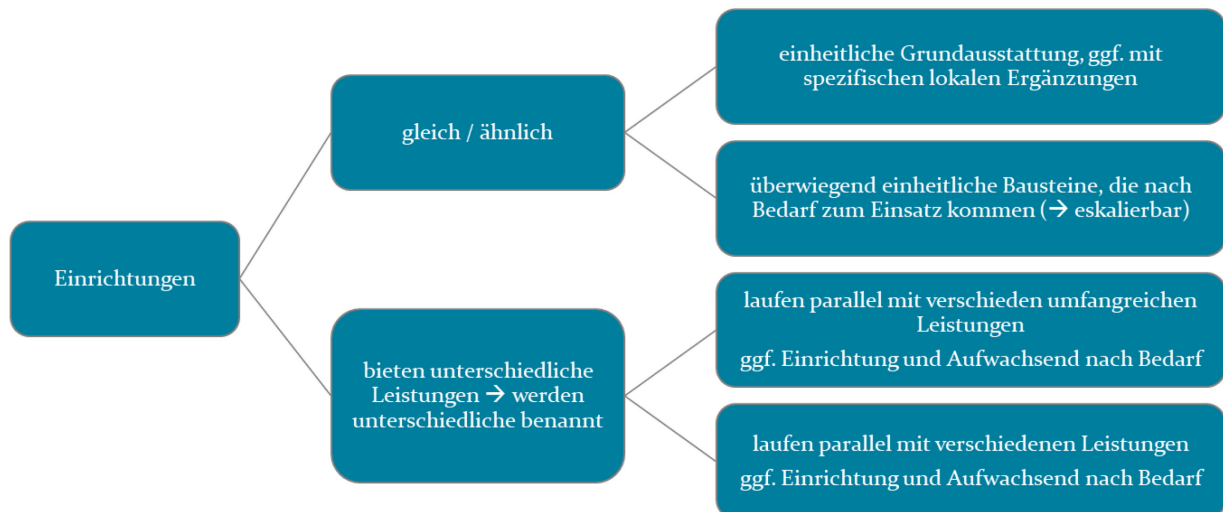 Einrichtungen
gleich / ähnlich
einheitliche Grundausstattung, ggf. mit
spezifischen lokalen Ergänzungen
überwiegend einheitliche Bausteine, die nach
Bedarf zum Einsatz kommen (→ eskalierbar)
bieten unterschiedliche
Leistungen → werden
unterschiedliche benannt
laufen parallel mit verschieden umfangreichen
Leistungen
ggf. Einrichtung und Aufwachsend nach Bedarf
laufen parallel mit verschiedenen Leistungen
ggf. Einrichtung und Aufwachsend nach Bedarf